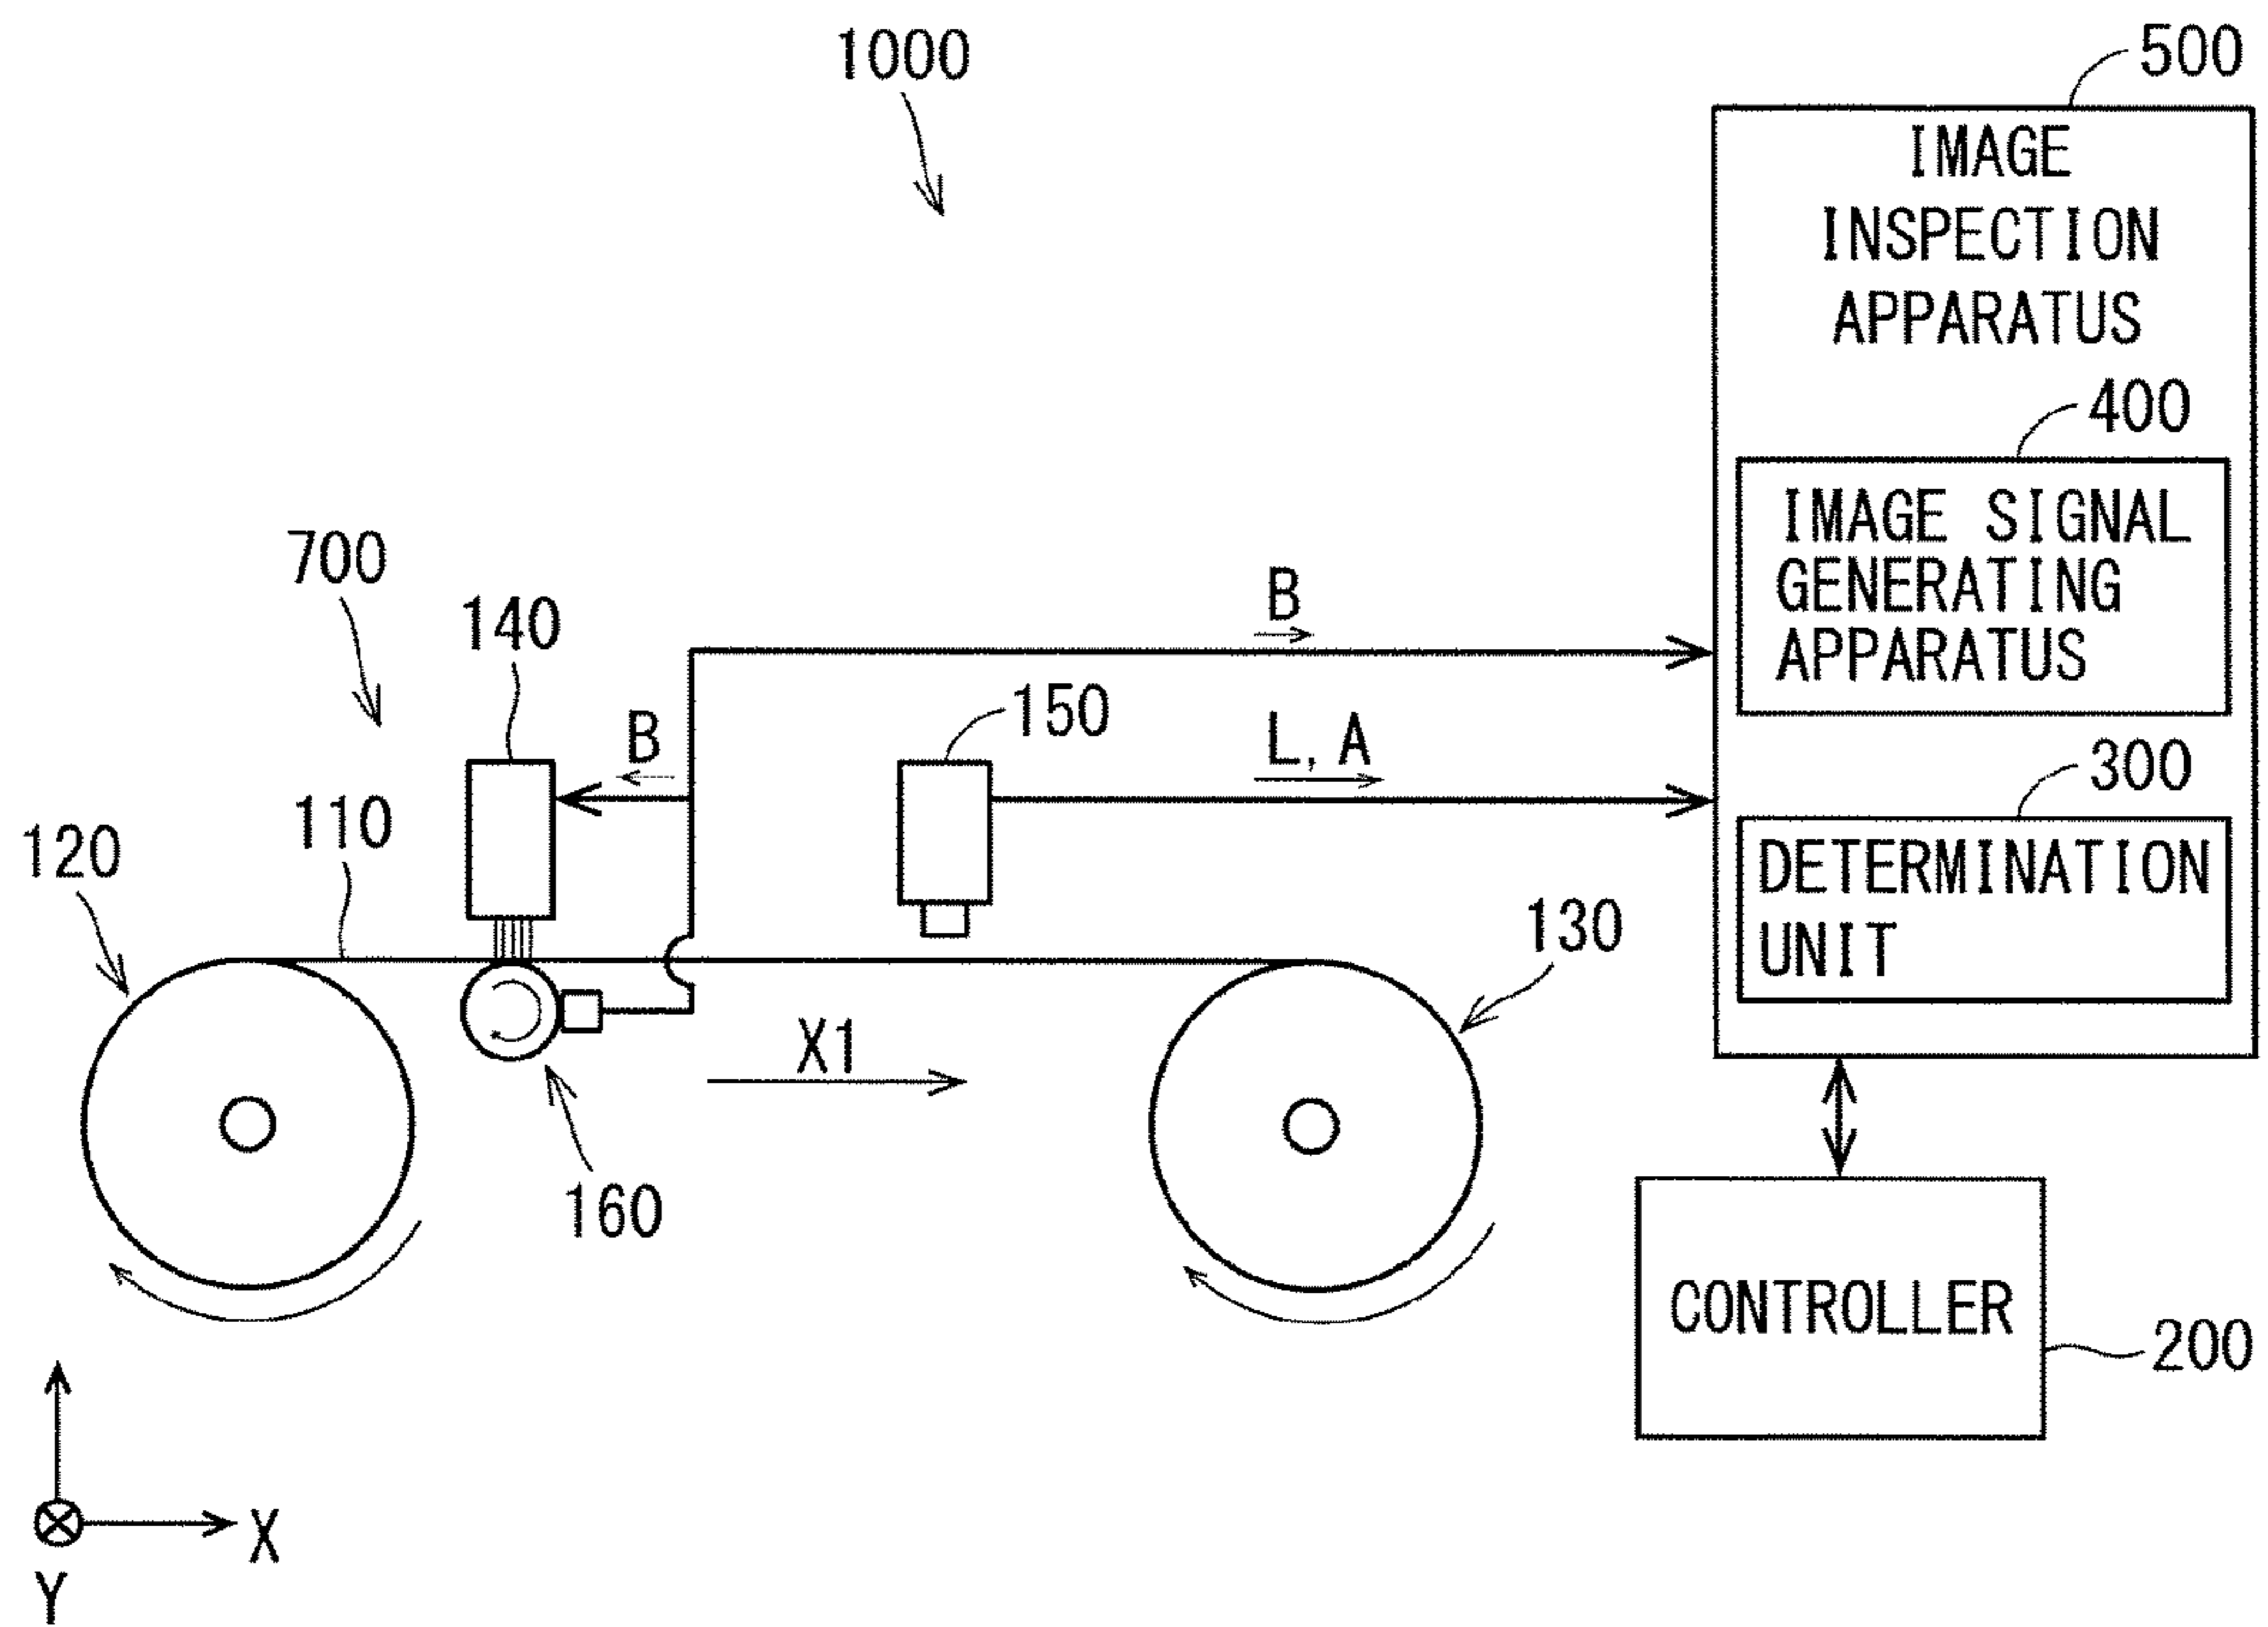 1000
500
IMAGE
INSPECTION
APPARATUS
400
IMAGE SIGNAL
GENERATING
APPARATUS
700
140
B
B
150
L, A
300
DETERMINATION
UNIT
110
120
130
X1
160
CONTROLLER
200
X
Y